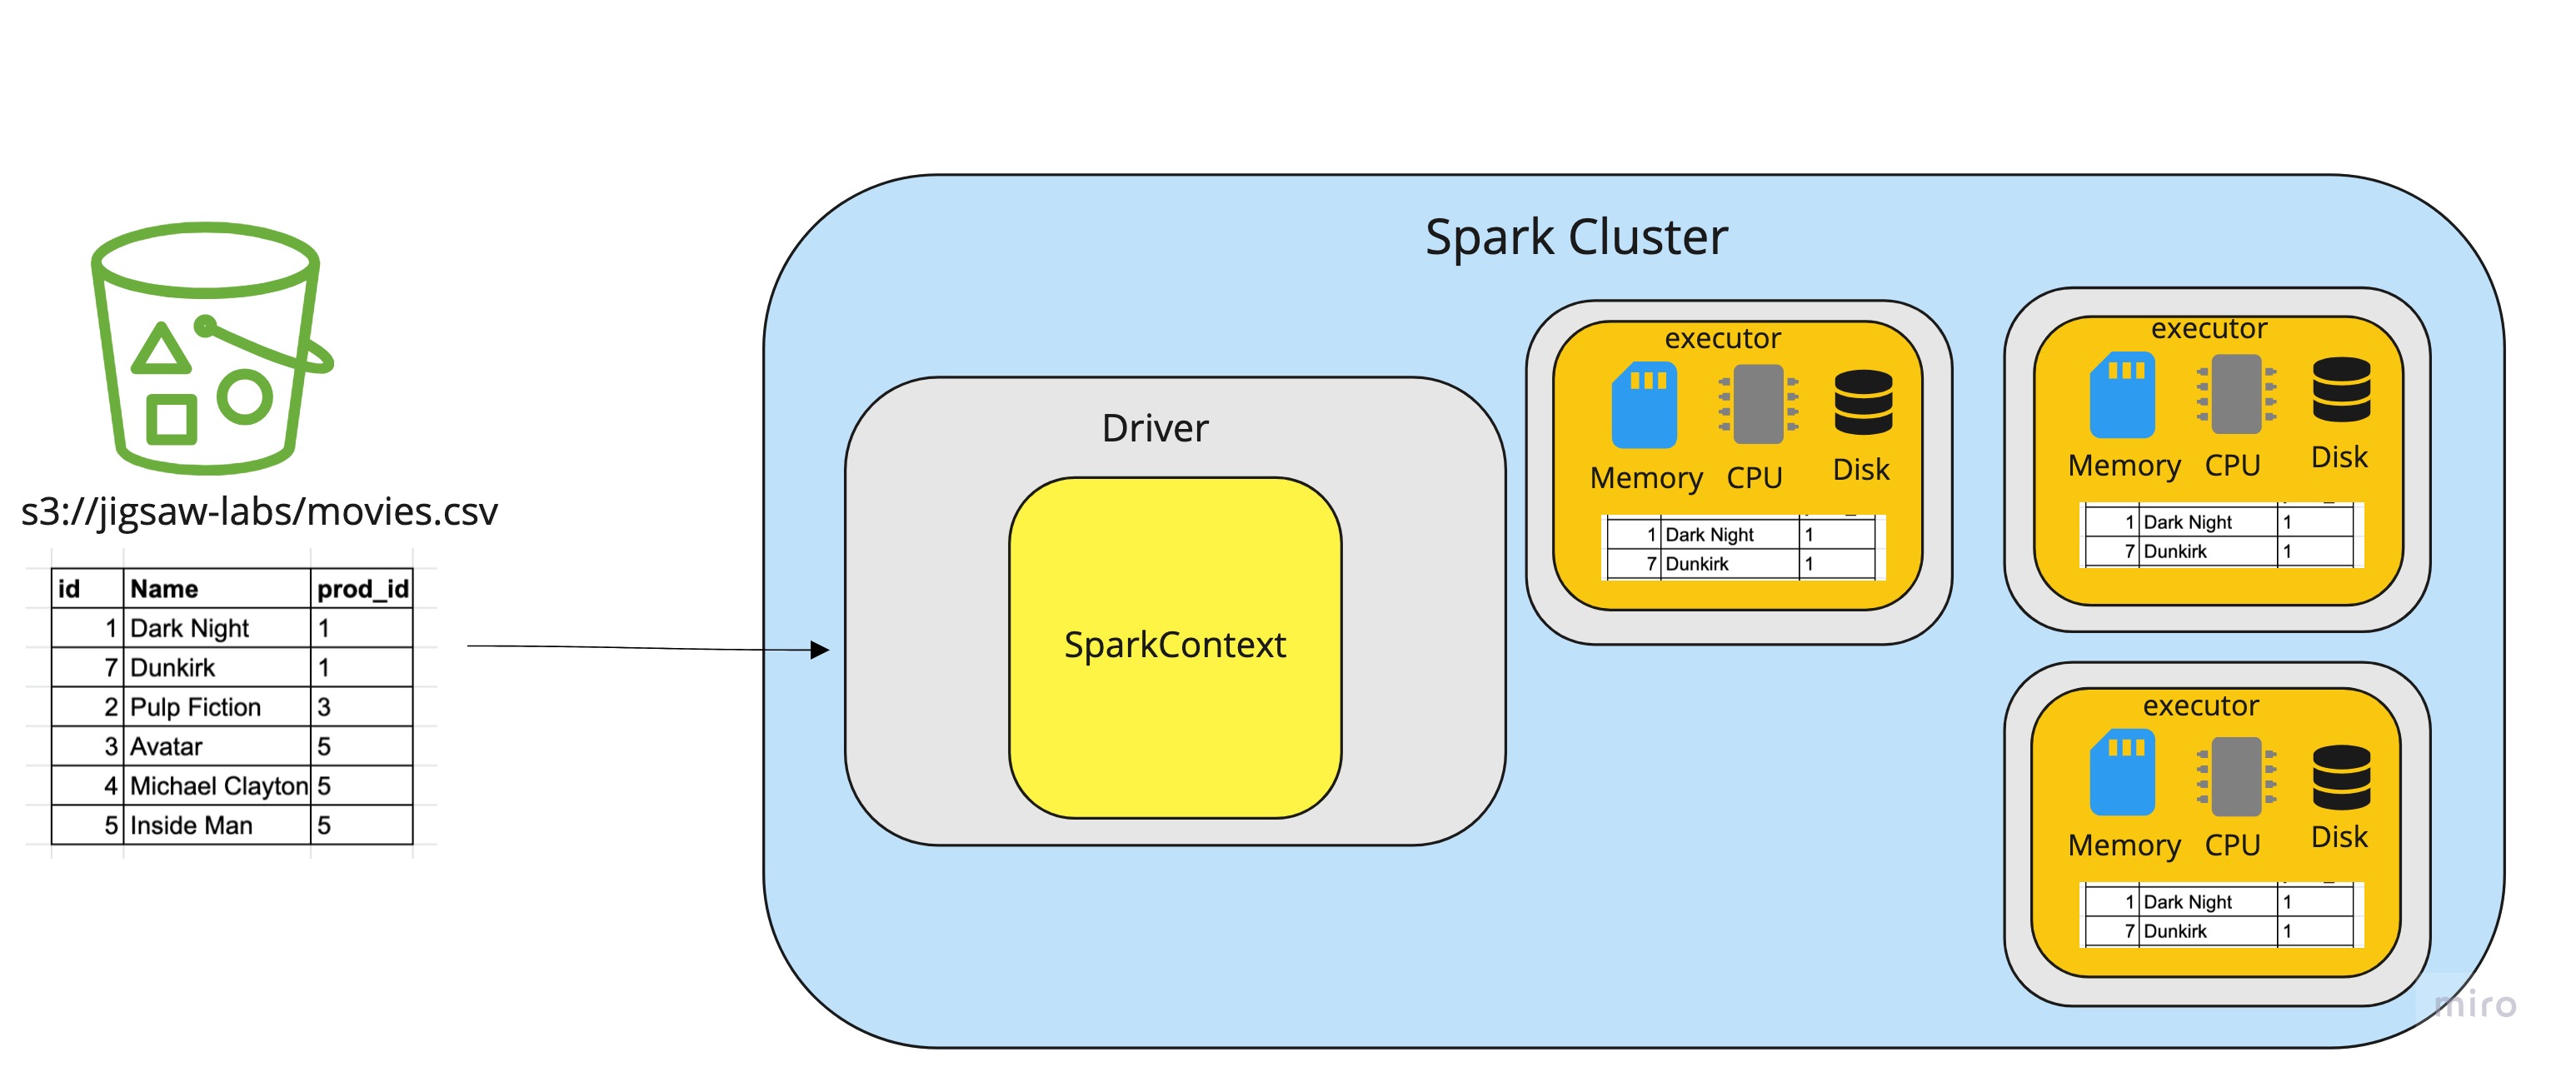 Spark Cluster
s3://jigsaw-labs/movies.csv
id Name prod_id
1 Dark Night 1
7 Dunkirk 1
2 Pulp Fiction 3
3 Avatar 5
4 Michael Clayton 5
5 Inside Man 5
Driver
SparkContext
executor
Memory CPU Disk
1 Dark Night 1
7 Dunkirk 1
executor
Memory CPU Disk
1 Dark Night 1
7 Dunkirk 1
executor
Memory CPU Disk
1 Dark Night 1
7 Dunkirk 1
miro